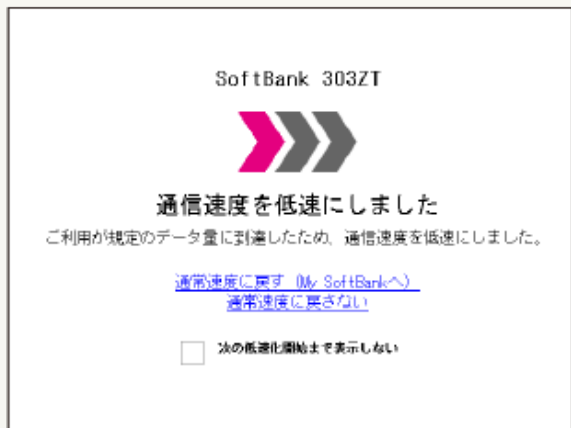 SoftBank 303ZT
通信速度を低速にしました
ご利用が規定のデータ量に到達したため、通信速度を低速にしました。
通常速度に戻す (My SoftBankへ)
通常速度に戻さない
次の低速化開始まで表示しない